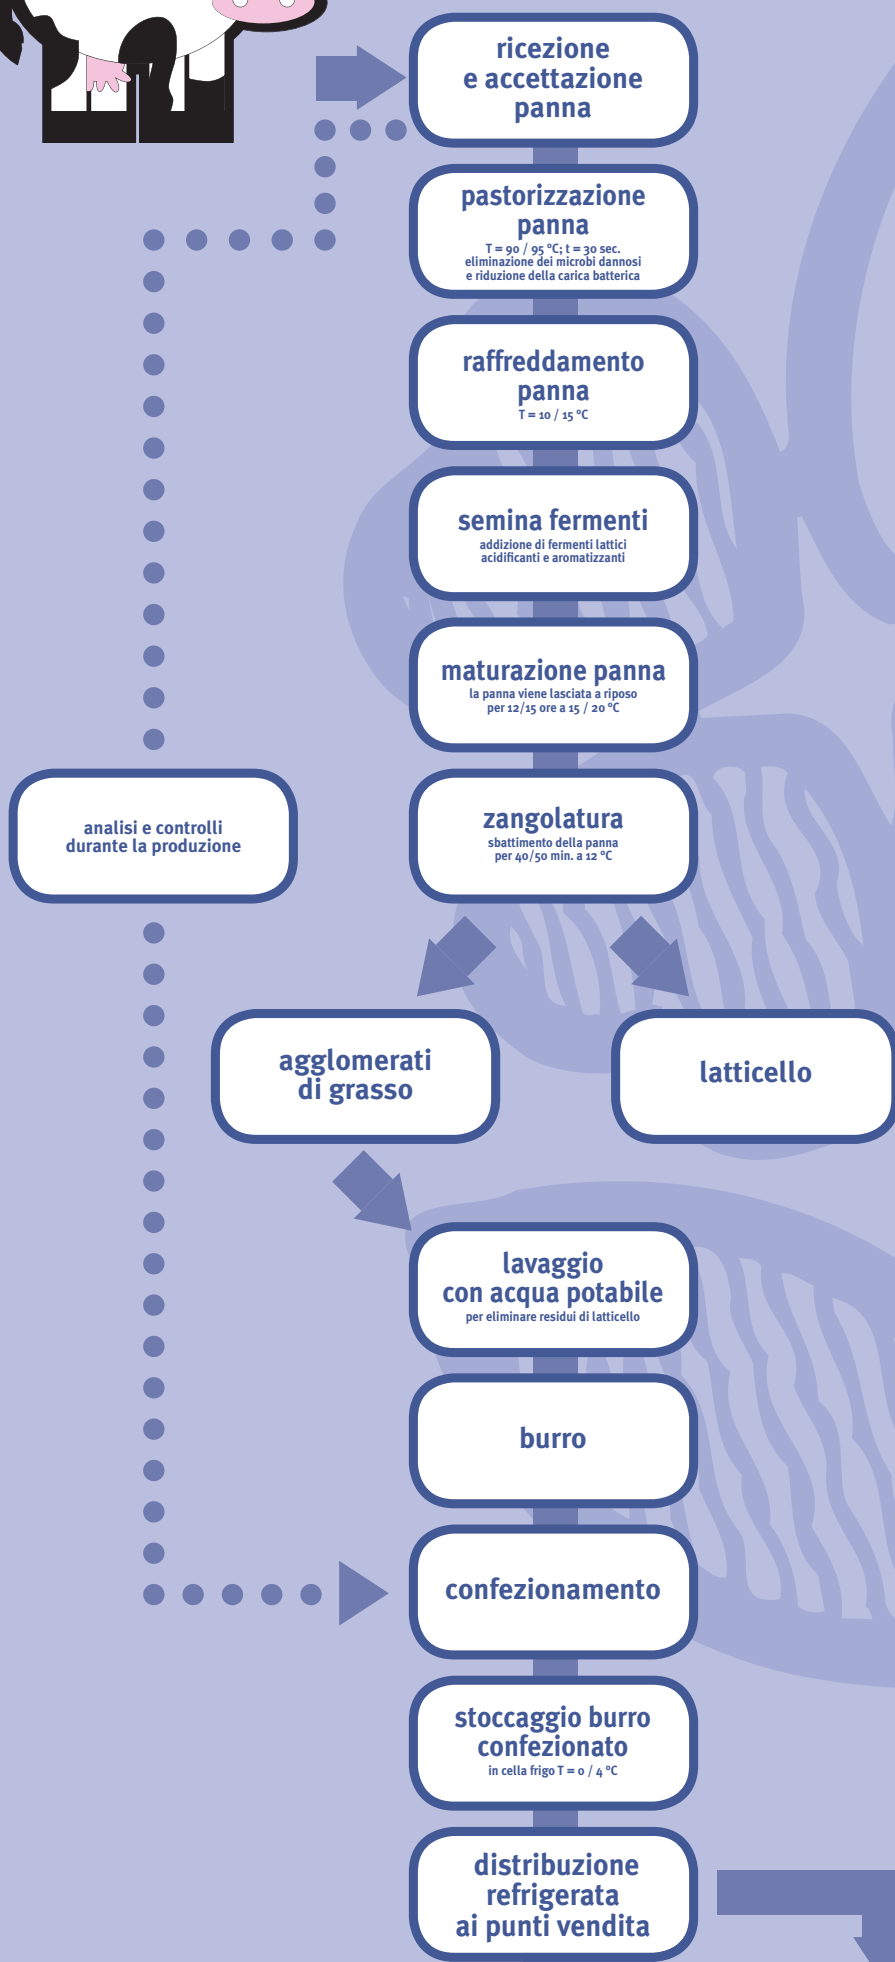 ricezione
e accettazione
panna
pastorizzazione
panna
T = 90 / 95 °C; t = 30 sec.
eliminazione dei microbi dannosi
e riduzione della carica batterica
raffreddamento
panna
T = 10 / 15 °C
semina fermenti
addizione di fermenti lattici
acidificanti e aromatizzanti
maturazione panna
la panna viene lasciata a riposo
per 12/15 ore a 15 / 20 °C
analisi e controlli
durante la produzione
zangolatura
sbattimento della panna
per 40/50 min. a 12 °C
agglomerati
di grasso
latticello
lavaggio
con acqua potabile
per eliminare residui di latticello
burro
confezionamento
stoccaggio burro
confezionato
in cella frigo T = 0 / 4 °C
distribuzione
refrigerata
ai punti vendita